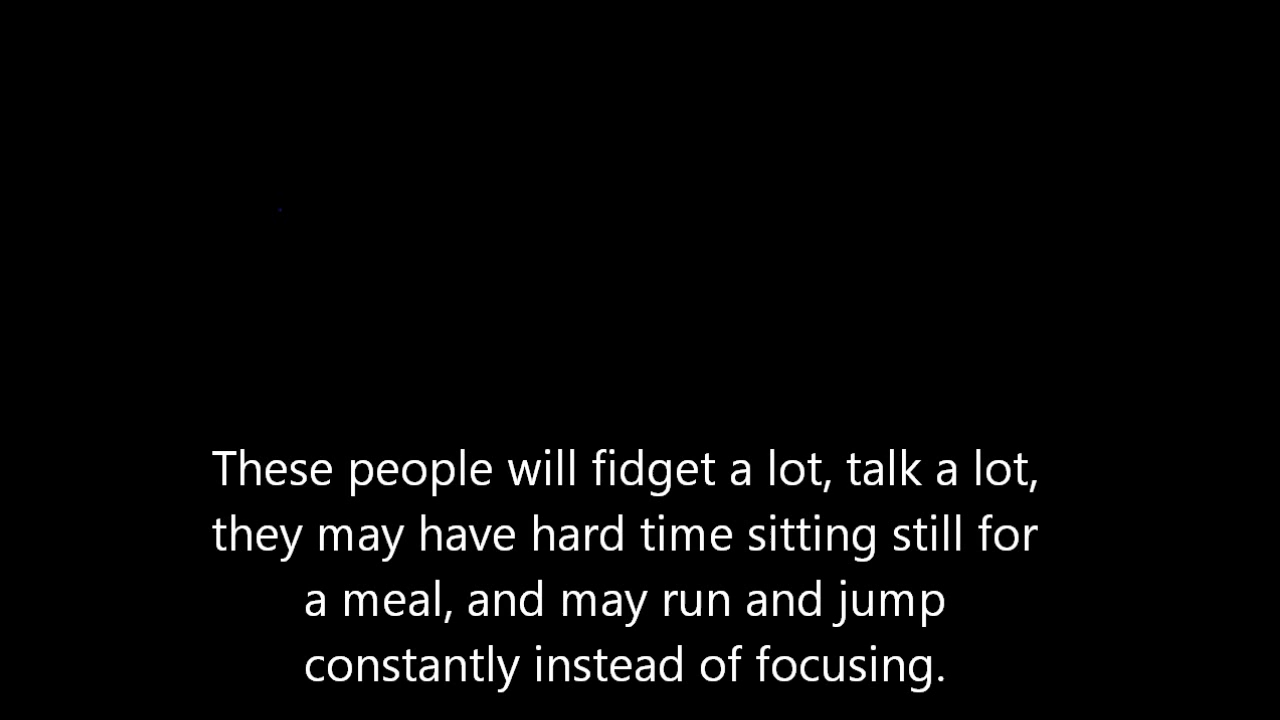 These people will fidget a lot, talk a lot,
they may have hard time sitting still for
a meal, and may run and jump
constantly instead of focusing.